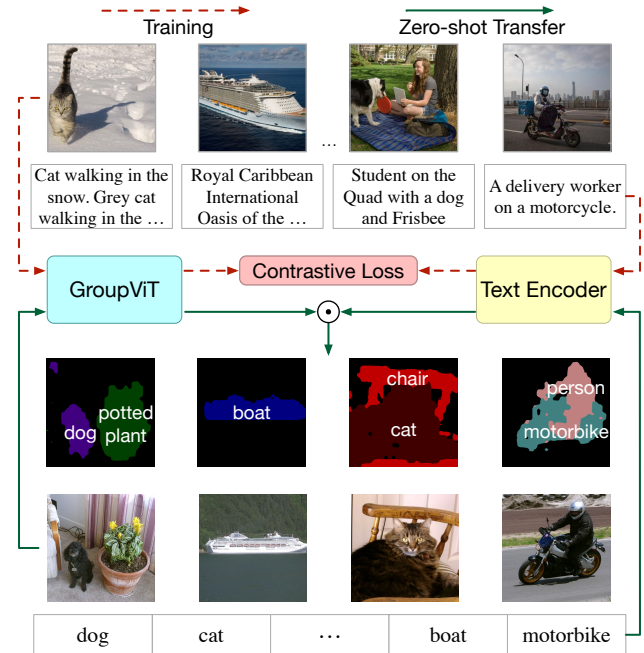 Training
Zero-shot Transfer
...
Cat walking in the
snow. Grey cat
walking in the …
Royal Caribbean
International
Oasis of the …
Student on the
Quad with a dog
and Frisbee
A delivery worker
on a motorcycle.
GroupViT
Contrastive Loss
Text Encoder
dog
potted
plant
boat
chair
cat
person
motorbike
dog
cat
...
boat
motorbike